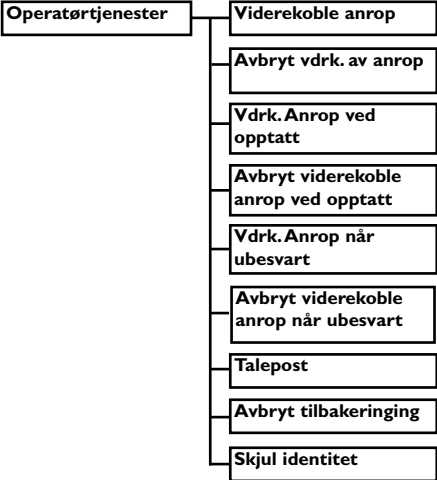 Operatørtjenester
Viderekoble anrop
Avbryt vdrk. av anrop
Vdrk. Anrop ved
opptatt
Avbryt viderekoble
anrop ved opptatt
Vdrk. Anrop når
ubesvart
Avbryt viderekoble
anrop når ubesvart
Talepost
Avbryt tilbakeringing
Skjul identitet